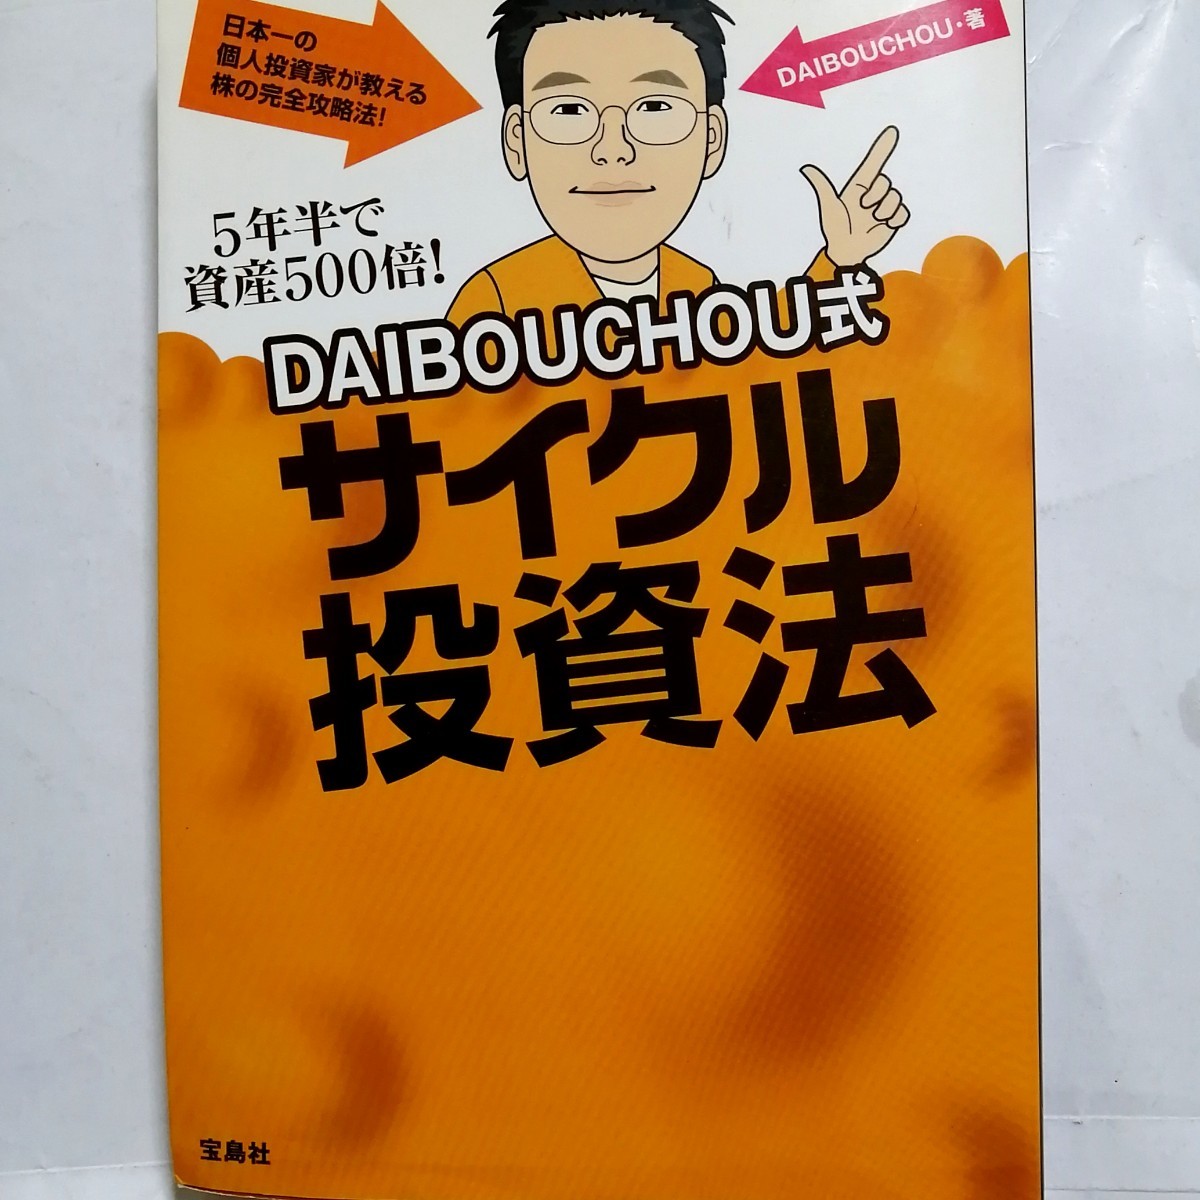 日本一の
個人投資家が教える
株の完全攻略法!
DAIBOUCHOU・著
5年半で
資産500倍!
DAIBOUCHOU式
サイクル
投資法
宝島社